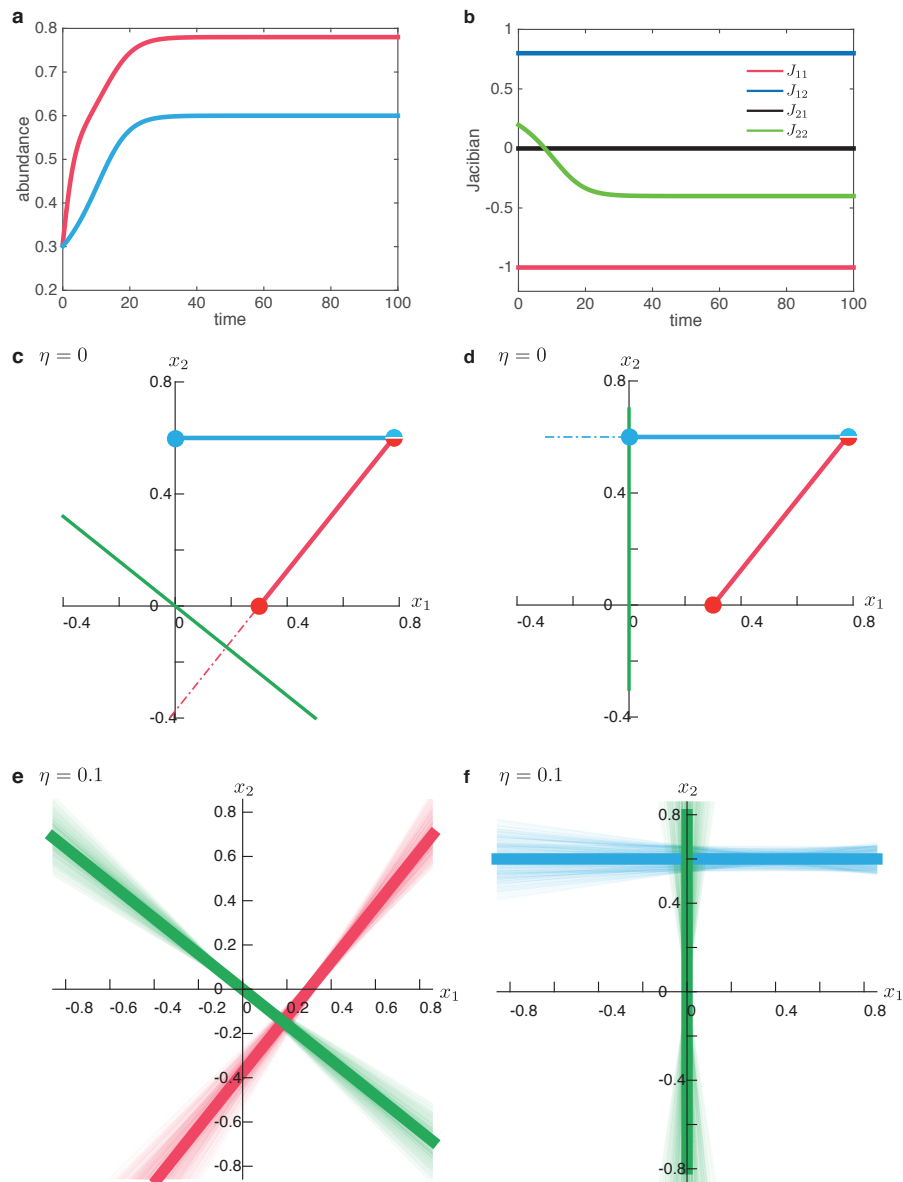 a
abundance
0.8
0.7
0.6
0.5
0.4
0.3
0.2
0 20 40 60 80 100
time
b
Jacibian
1
0.5
0
-0.5
-1
J11
J12
J21
J22
0 20 40 60 80 100
time
c η = 0
x2
0.8
0.4
0
-0.4
-0.4 0 0.4 0.8
x1
d η = 0
x2
0.8
0.4
0
-0.4
-0.4 0 0.4 0.8
x1
e η = 0.1
x2
0.8
0.6
0.4
0.2
0
-0.2
-0.4
-0.6
-0.8
-0.8 -0.6 -0.4 -0.2 0 0.2 0.4 0.6 0.8
x1
f η = 0.1
x2
0.8
0.4
0
-0.4
-0.8
-0.8 -0.4 0 0.4 0.8
x1